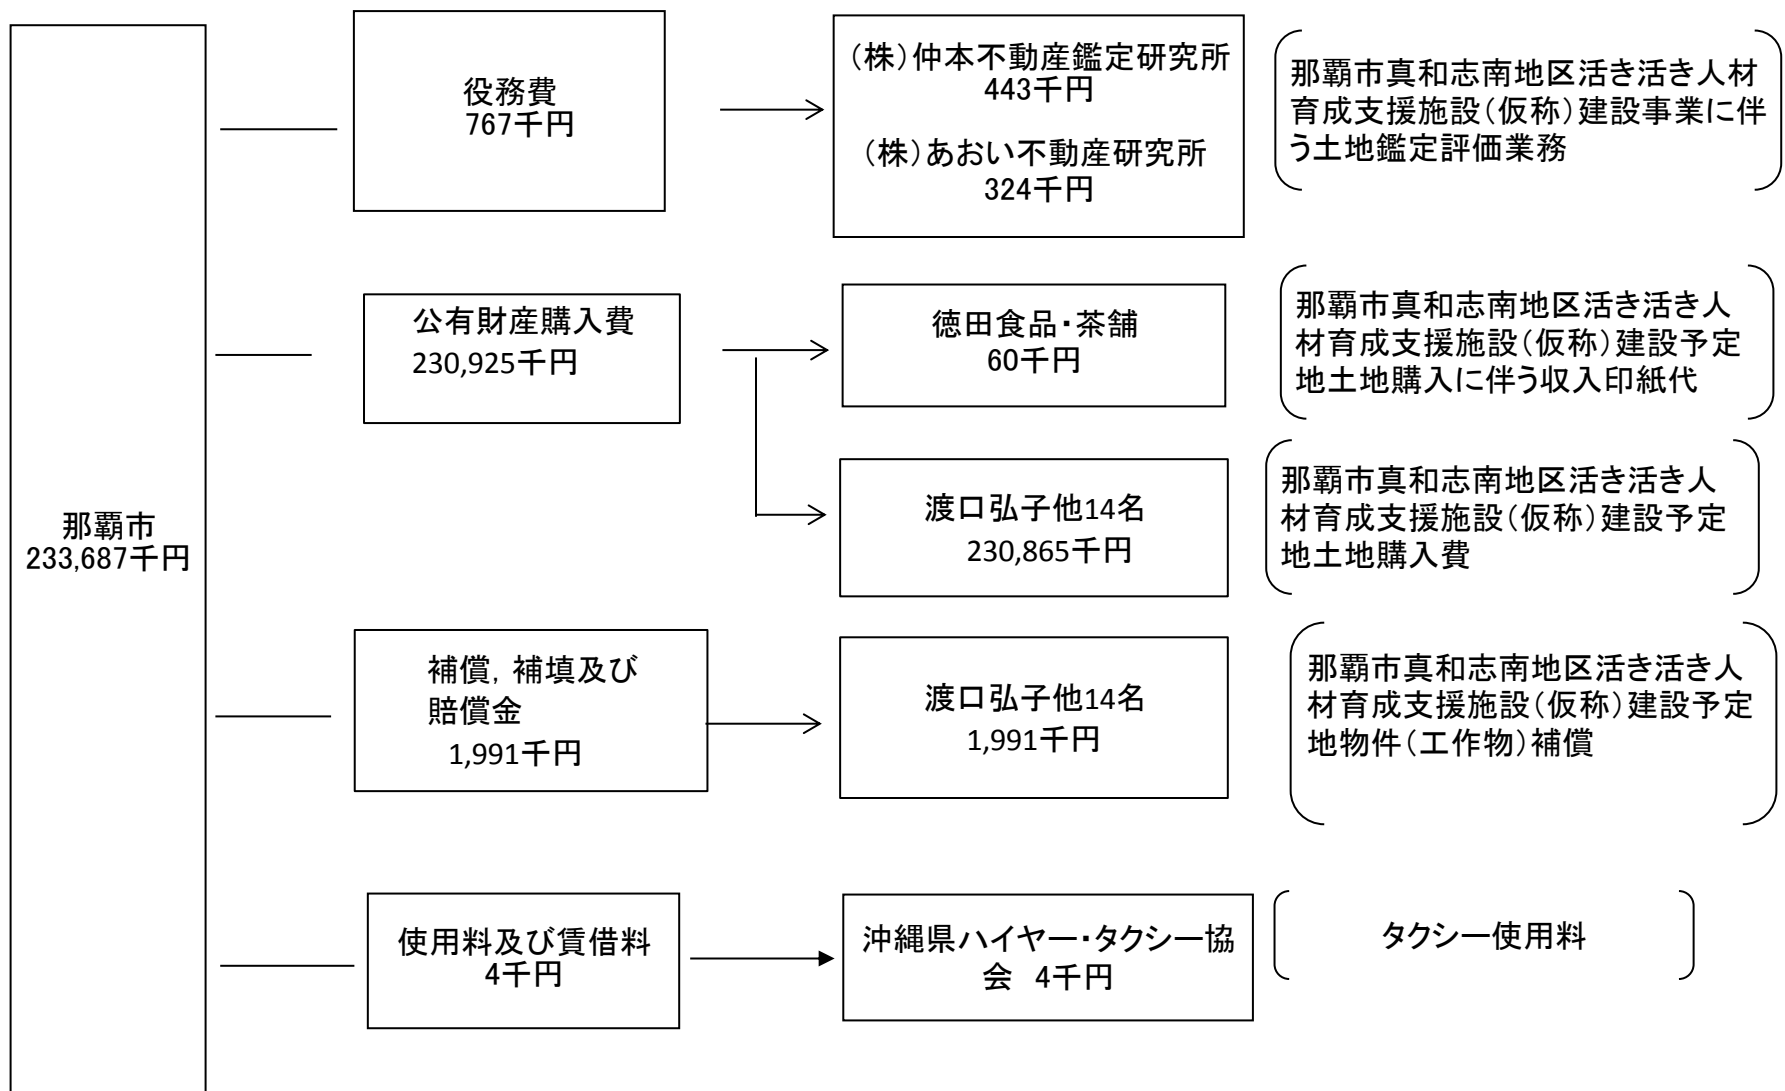 那覇市
233,687千円
役務費
767千円
(株)仲本不動産鑑定研究所
443千円
(株)あおい不動産研究所
324千円
那覇市真和志南地区活き活き人材
育成支援施設(仮称)建設事業に伴
う土地鑑定評価業務
公有財産購入費
230,925千円
徳田食品・茶舗
60千円
那覇市真和志南地区活き活き人
材育成支援施設(仮称)建設予定
地土地購入に伴う収入印紙代
渡口弘子他14名
230,865千円
那覇市真和志南地区活き活き人
材育成支援施設(仮称)建設予定
地土地購入費
補償, 補填及び
賠償金
1,991千円
渡口弘子他14名
1,991千円
那覇市真和志南地区活き活き人
材育成支援施設(仮称)建設予定
地物件(工作物)補償
使用料及び賃借料
4千円
沖縄県ハイヤー・タクシー協
会 4千円
タクシー使用料